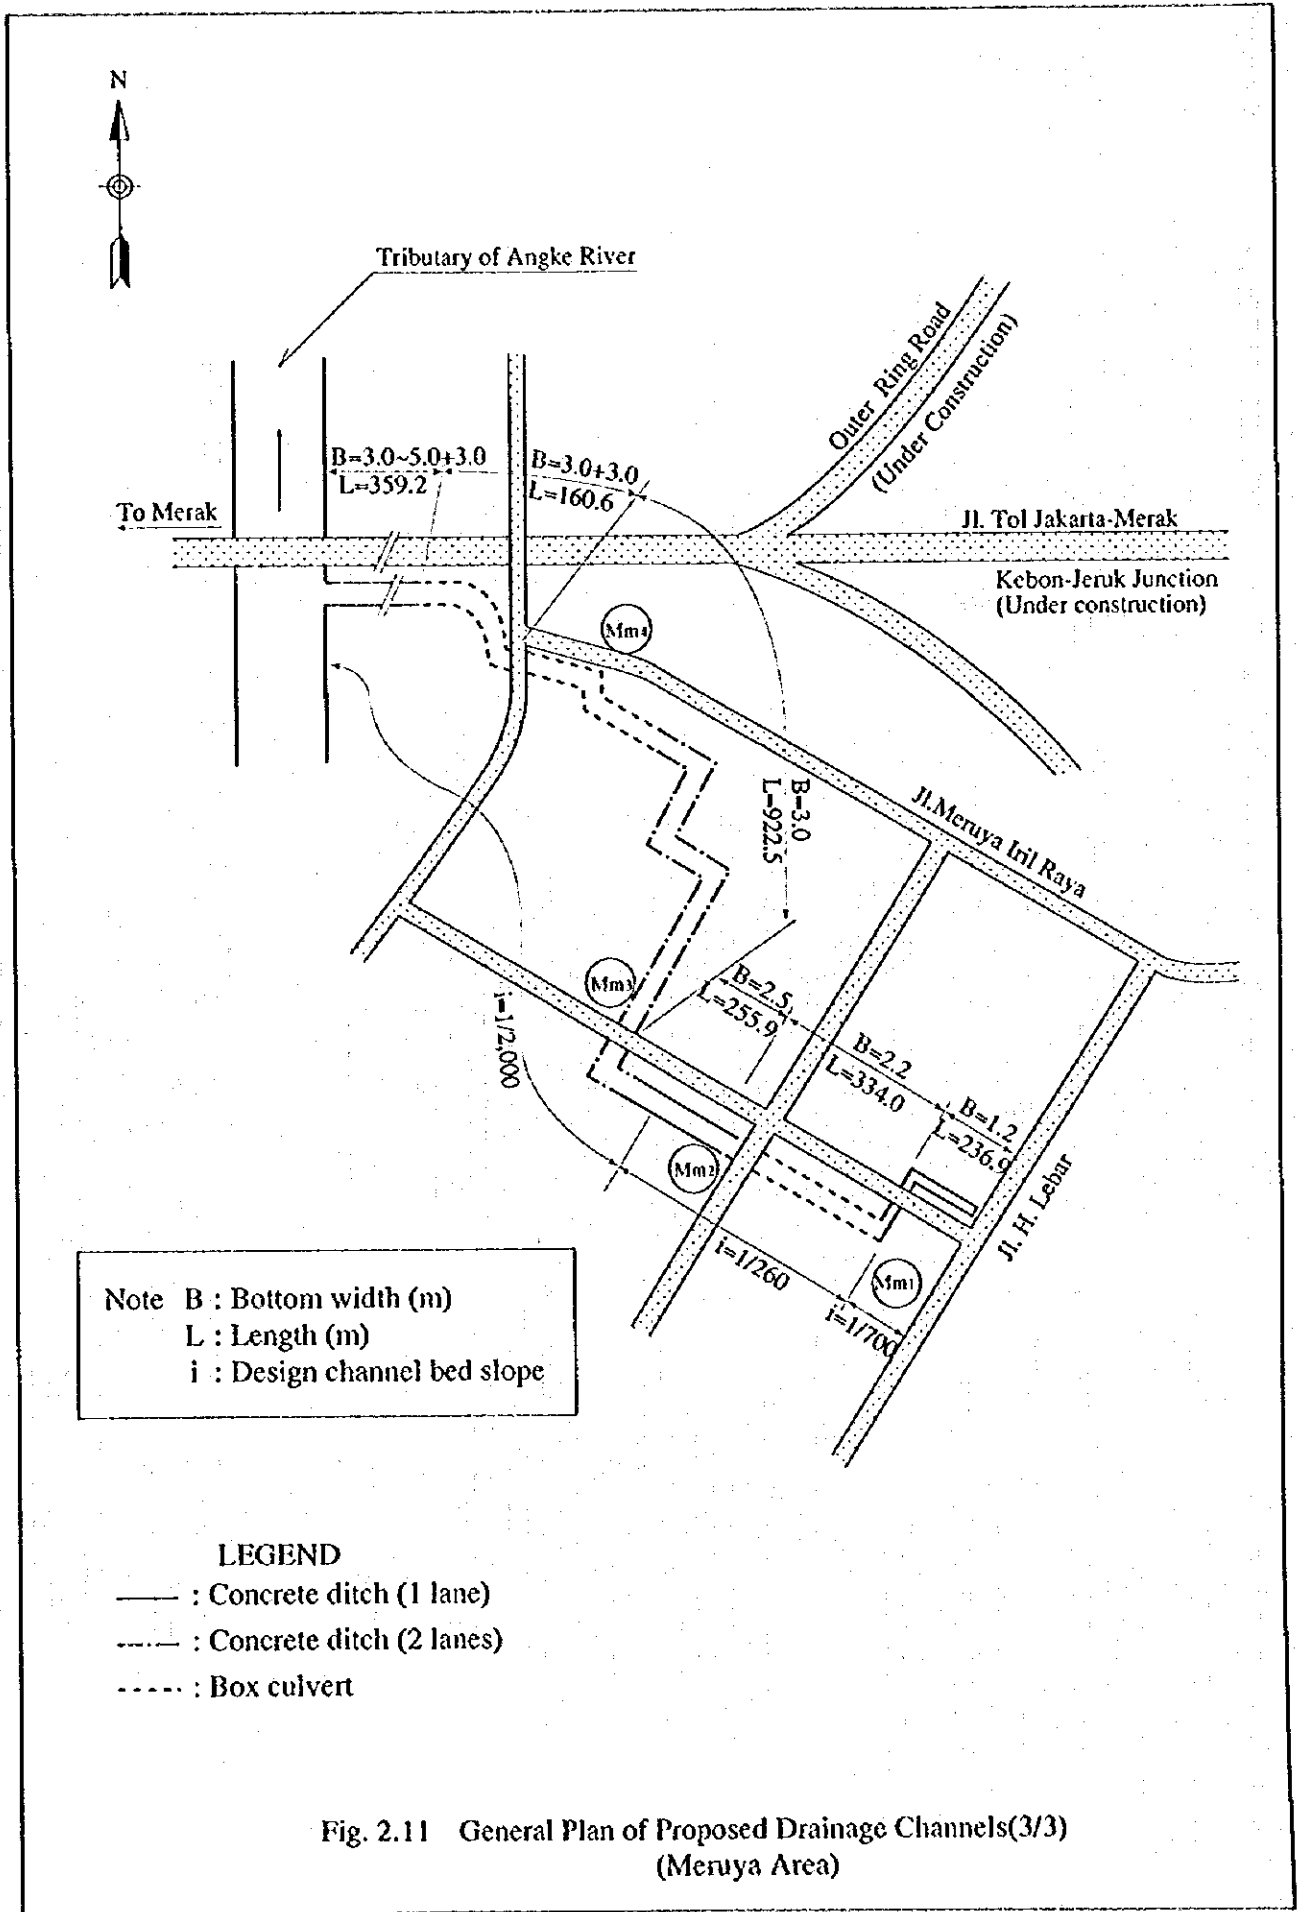 N
Tributary of Angke River
Outer Ring Road
(Under Construction)
B=3.0~5.0+3.0
L=359.2
B=3.0+3.0
L=160.6
To Merak
Jl. Tol Jakarta-Merak
Kebon-Jeruk Junction
(Under construction)
Mm4
B=3.0
L=922.5
Jl.Meruya Iril Raya
Mm3
B=2.5
L=255.9
i=1/2,000
B=2.2
L=334.0
B=1.2
L=236.9
Mm2
Jl. H. Lebar
i=1/260
Mm1
i=1/700
Note B : Bottom width (m)
L : Length (m)
i : Design channel bed slope
LEGEND
: Concrete ditch (1 lane)
: Concrete ditch (2 lanes)
: Box culvert
Fig. 2.11 General Plan of Proposed Drainage Channels(3/3)
(Meruya Area)